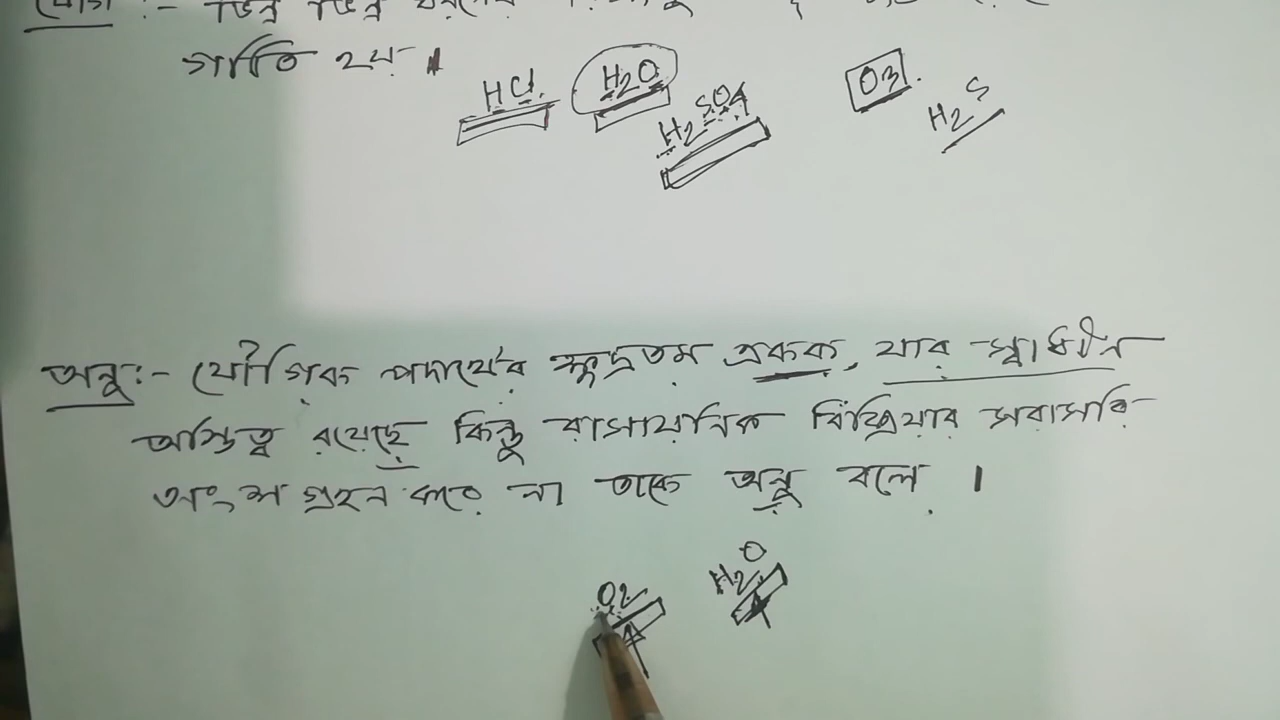 যৌগ :- ভিন্ন ভিন্ন
গঠিত হয় ।
HCl H2O H2SO4 O3 H2S
অনু:- যৌগিক পদার্থের ক্ষুদ্রতম একক, যার স্বাধীন
অস্তিত্ব রয়েছে কিন্তু রাসায়নিক বিক্রিয়ার সরাসরি
অংশ গ্রহন করে না তাকে অনু বলে ।
O2 H2O